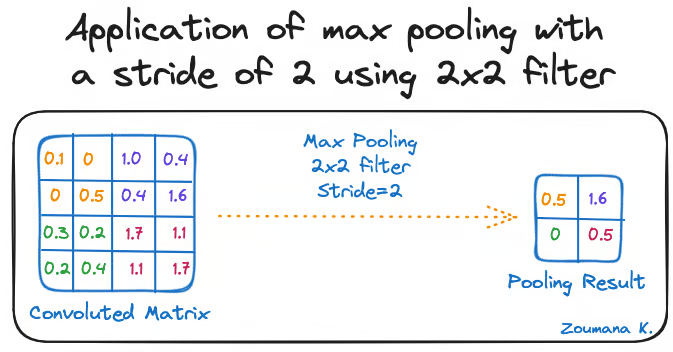 Application of max pooling with
a stride of 2 using 2x2 filter
Max Pooling
2x2 filter
Stride=2
0.1 0 1.0 0.4
0 0.5 0.4 1.6
0.3 0.2 1.7 1.1
0.2 0.4 1.1 1.7
Convoluted Matrix
0.5 1.6
0 0.5
Pooling Result
Zoumana K.